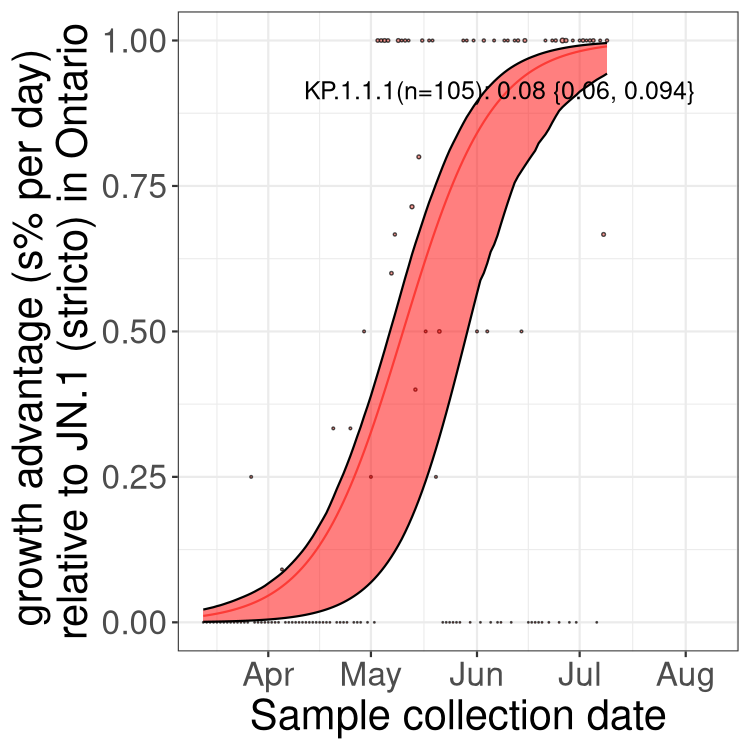 growth advantage (s% per day)
relative to JN.1 (stricto) in Ontario
1.00
0.75
0.50
0.25
0.00
KP.1.1.1(n=105): 0.08 {0.06, 0.094}
Apr
May
Jun
Jul
Aug
Sample collection date